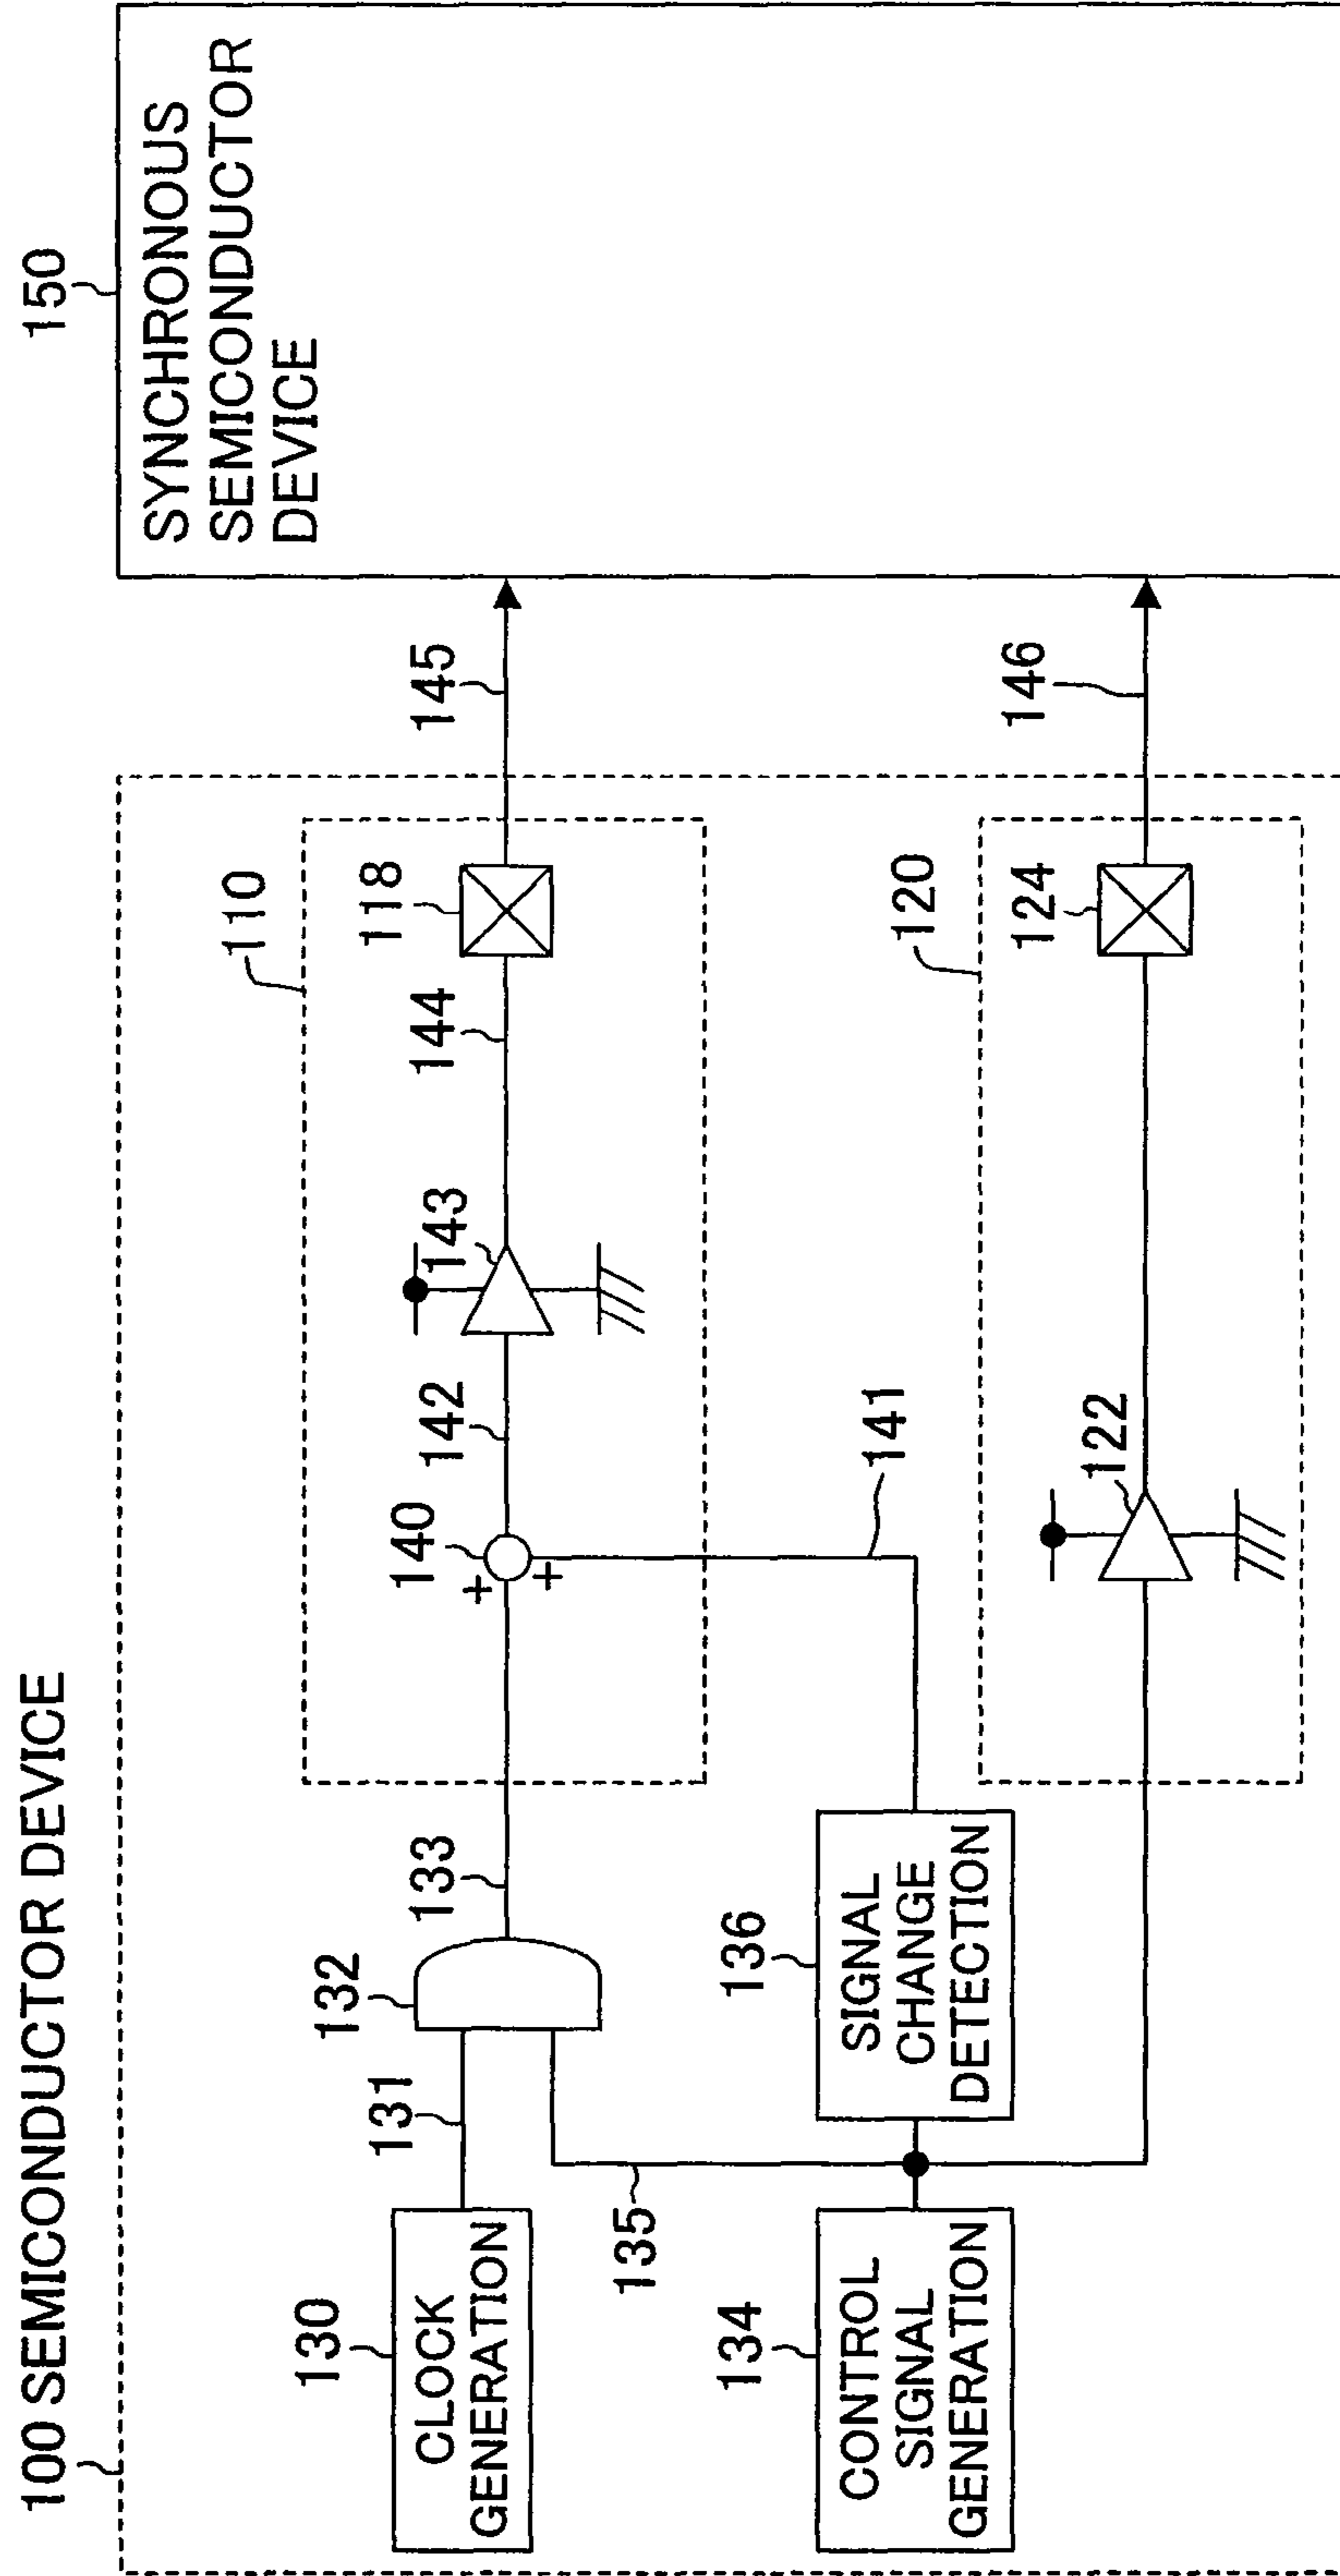 100 SEMICONDUCTOR DEVICE
150
SYNCHRONOUS
SEMICONDUCTOR
DEVICE
110
130
CLOCK
GENERATION
131
132
133
140
+
+
142
143
144
118
145
134
CONTROL
SIGNAL
GENERATION
135
136
SIGNAL
CHANGE
DETECTION
141
120
122
124
146